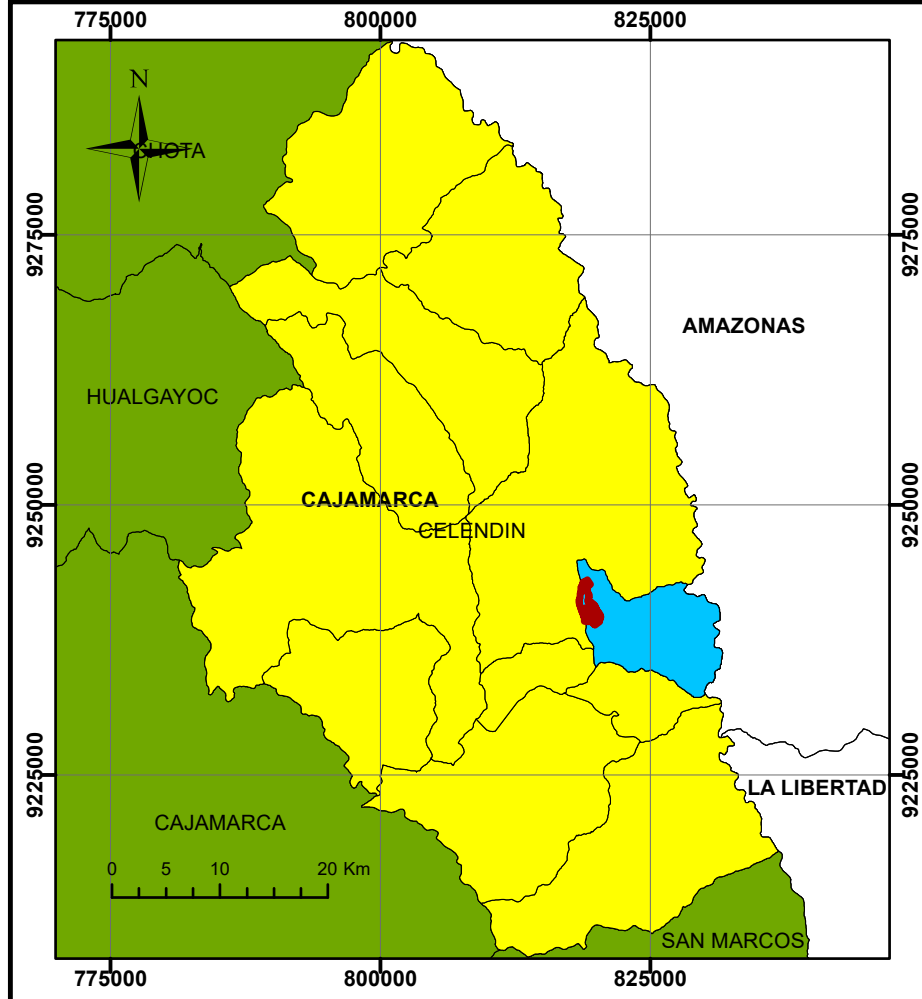 775000 800000 825000
N
CHOTA
9275000 9275000
AMAZONAS
HUALGAYOC
CAJAMARCA
9250000 9250000
CELENDIN
9225000 9225000
LA LIBERTAD
CAJAMARCA
0 5 10 20 Km
SAN MARCOS
775000 800000 825000